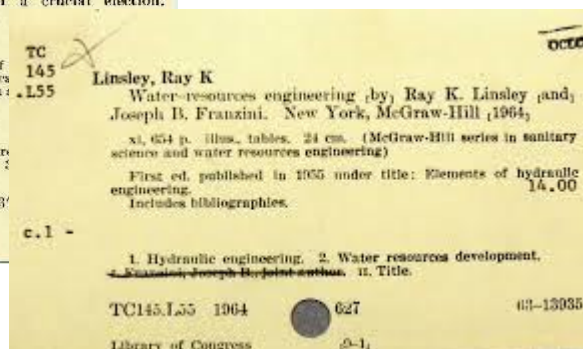 a crucial election.
OCLC
TC
145
.L55
Linsley, Ray K
Water-resources engineering [by] Ray K. Linsley [and]
Joseph B. Franzini. New York, McGraw-Hill [1964]
xi, 654 p. illus., tables. 24 cm. (McGraw-Hill series in sanitary
science and water resources engineering)
First ed. published in 1955 under title: Elements of hydraulic
engineering.
14.00
Includes bibliographies.
c.1 -
1. Hydraulic engineering. 2. Water resources development.
I. Franzini, Joseph B., joint author. II. Title.
TC145.L55 1964 627 63-13935
Library of Congress